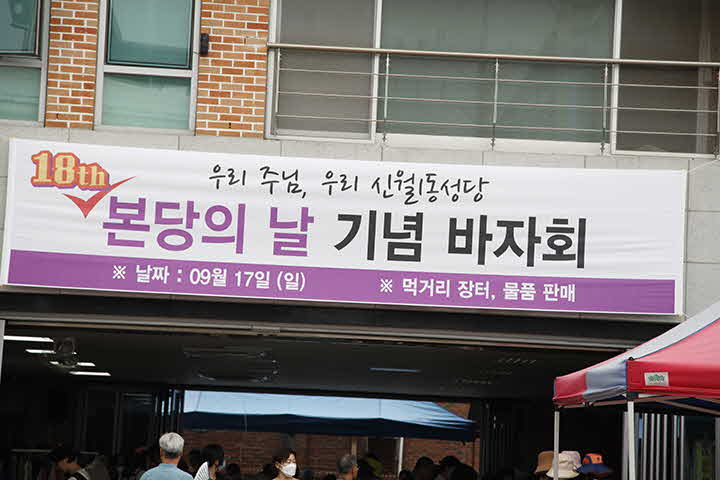 18th
우리 주님, 우리 신월1동성당
본당의 날 기념 바자회
※ 날짜 : 09월 17일 (일) ※ 먹거리 장터, 물품 판매